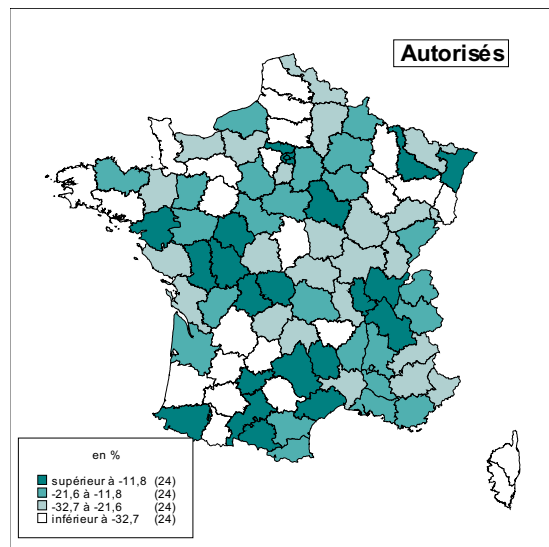 Autorisés
en %
supérieur à -11,8 (24)
-21,6 à -11,8 (24)
-32,7 à -21,6 (24)
inférieur à -32,7 (24)